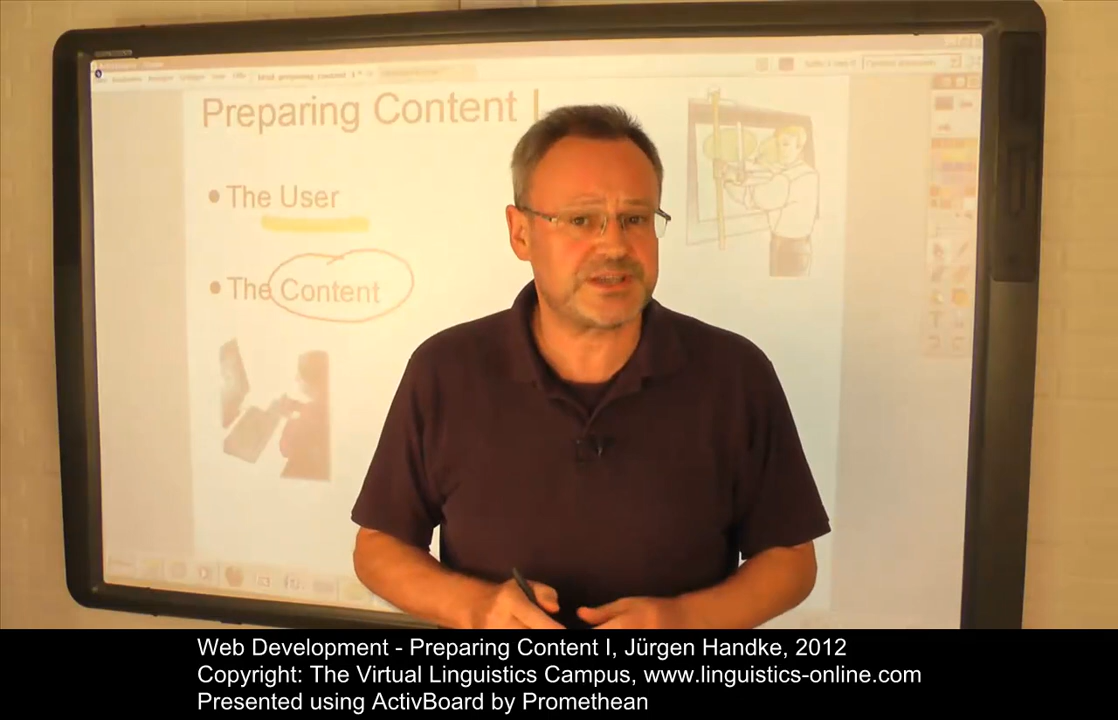 Preparing Content I
• The User
• The Content
Web Development - Preparing Content I, Jürgen Handke, 2012
Copyright: The Virtual Linguistics Campus, www.linguistics-online.com
Presented using ActivBoard by Promethean